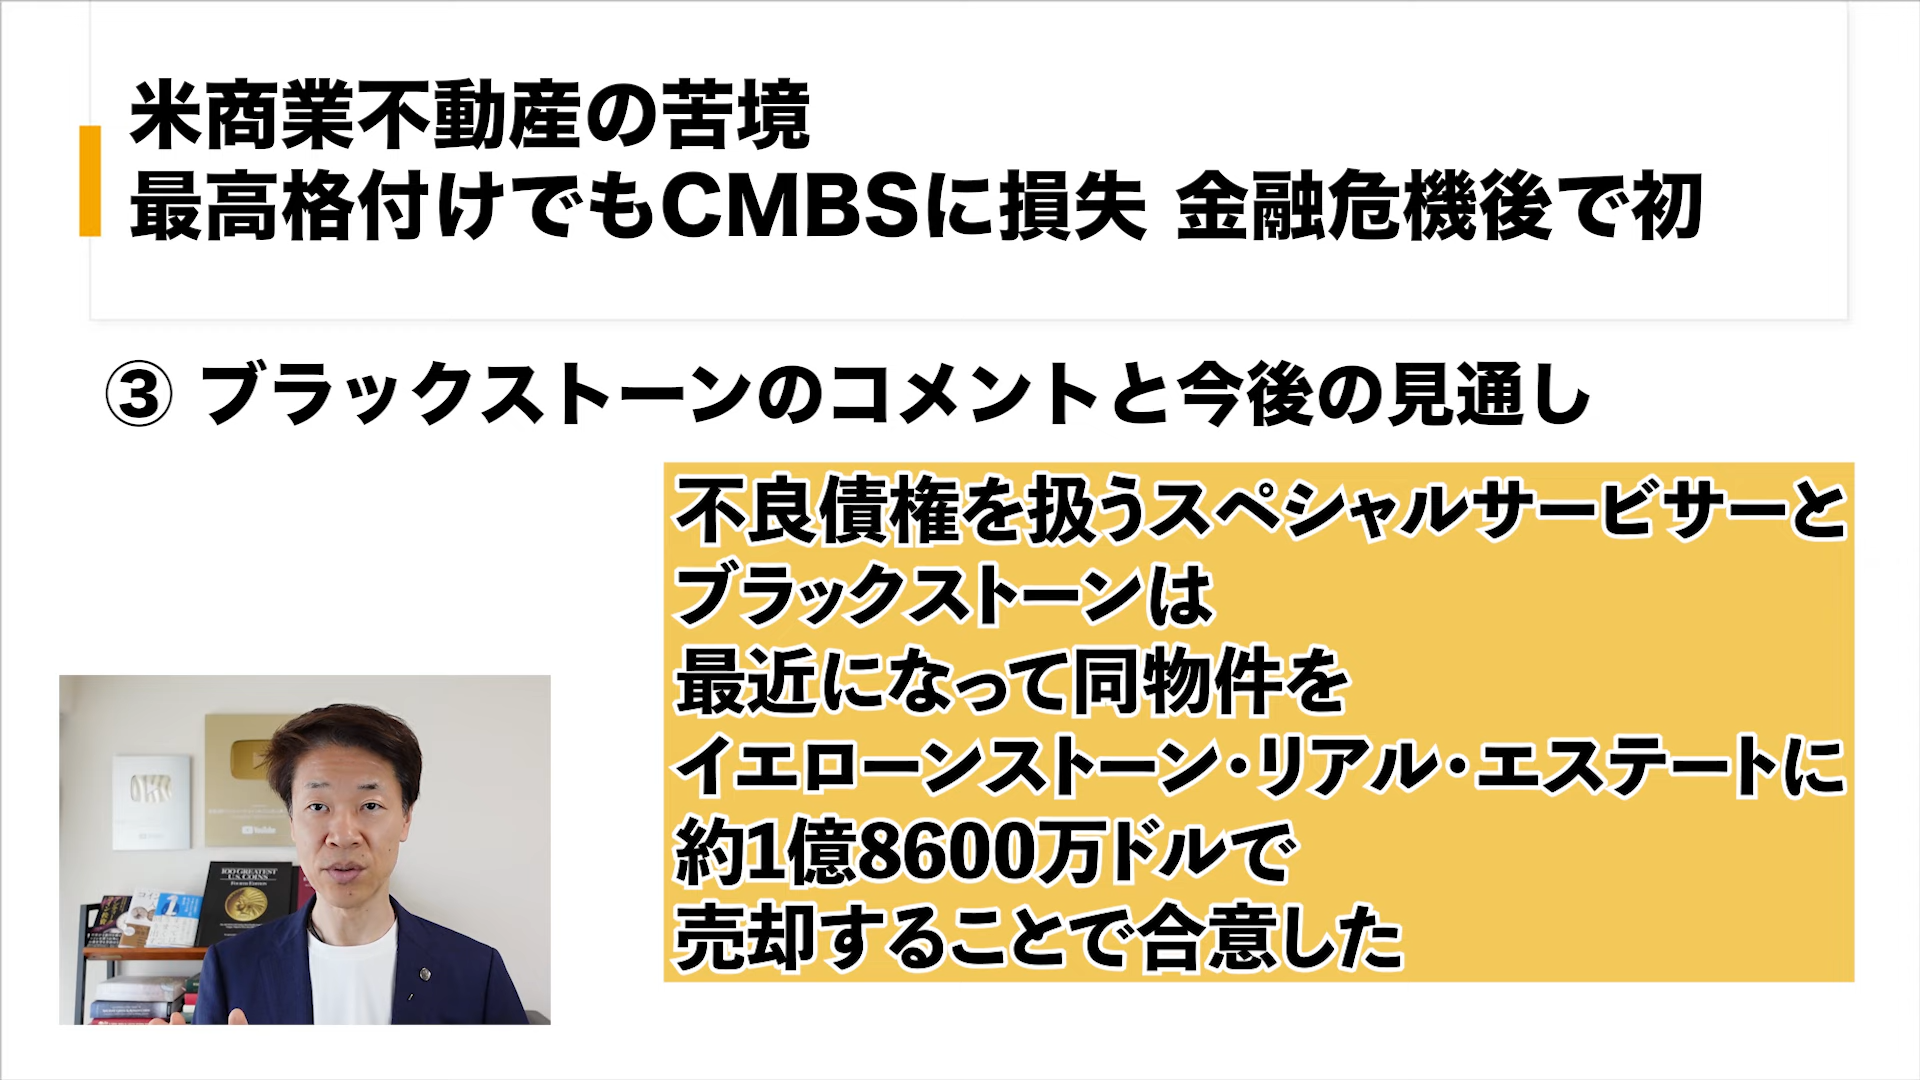 米商業不動産の苦境
最高格付けでもCMBSに損失 金融危機後で初
③ ブラックストーンのコメントと今後の見通し
不良債権を扱うスペシャルサービサーと
ブラックストーンは
最近になって同物件を
イエローンストーン・リアル・エステートに
約1億8600万ドルで
売却することで合意した
YouTube
100 GREATEST
U.S. COINS
FOURTH EDITION